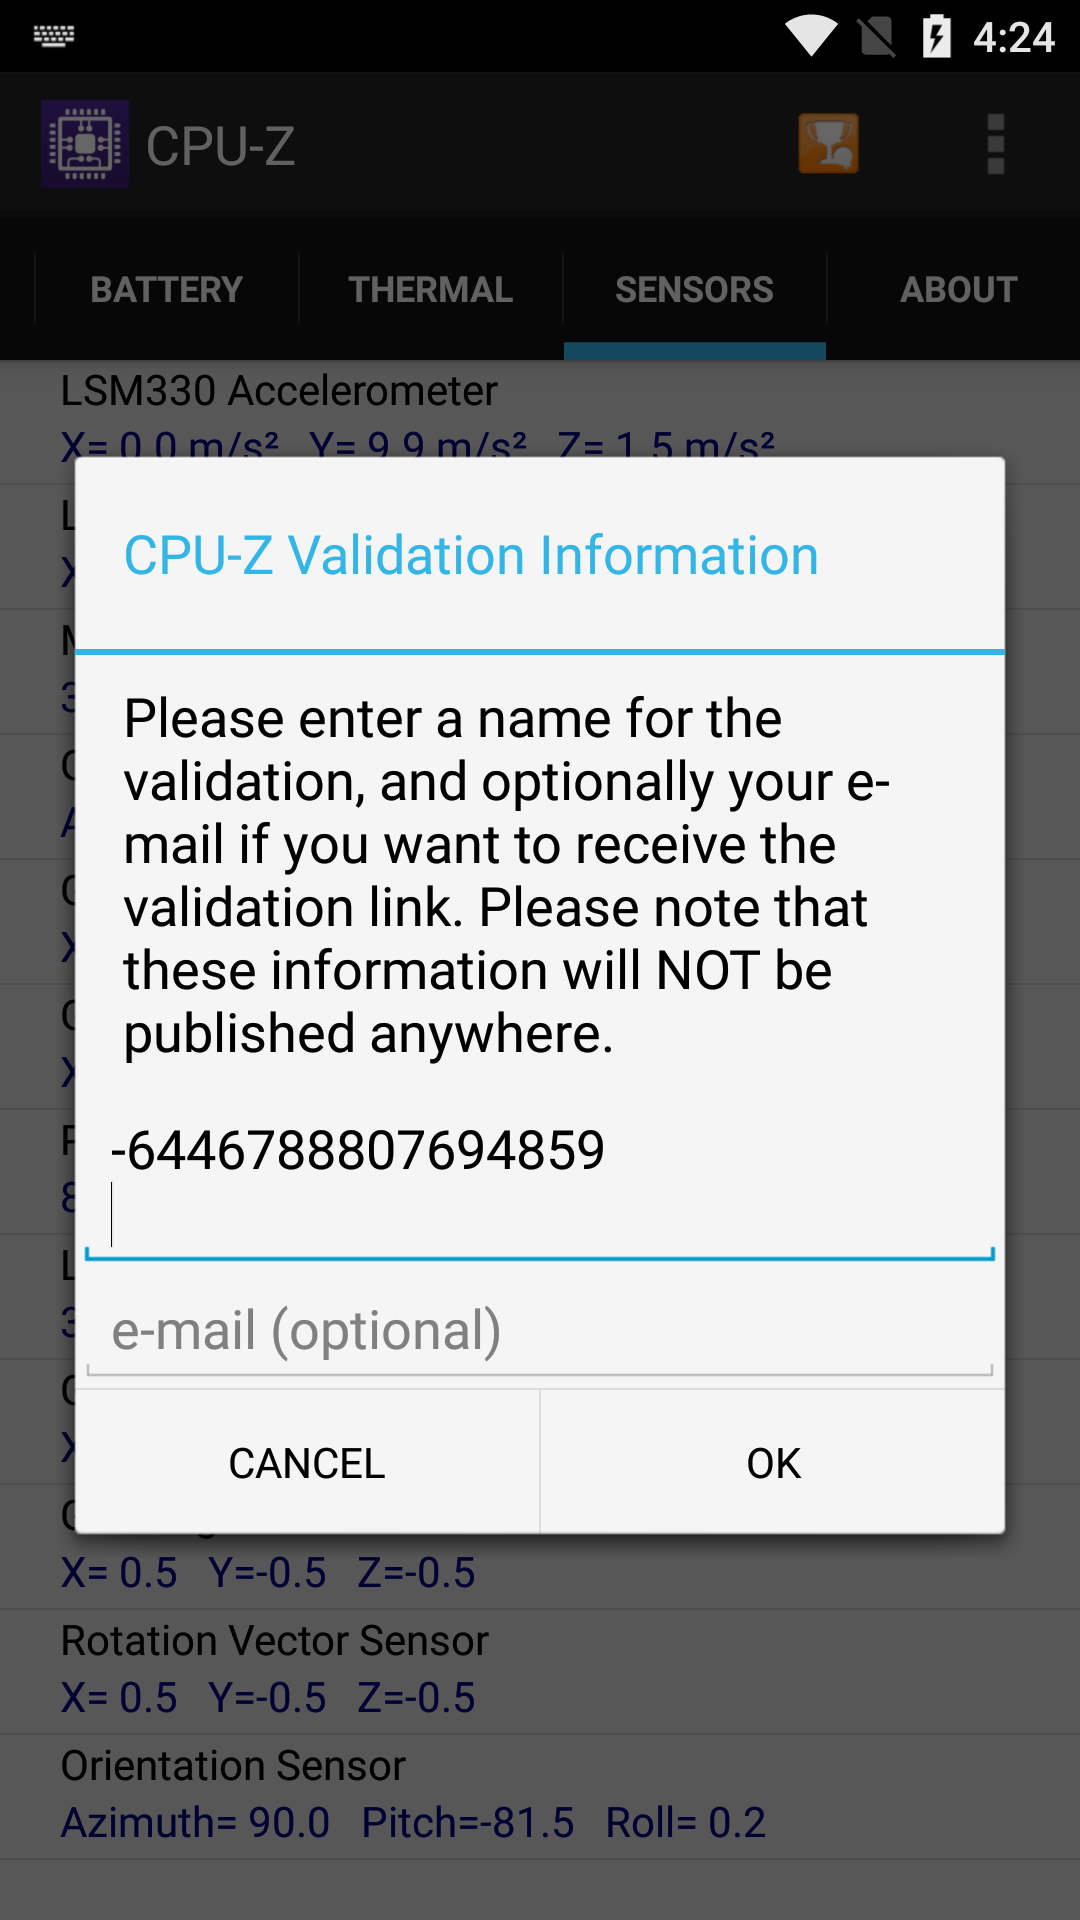 4:24
CPU-Z
BATTERY THERMAL SENSORS ABOUT
LSM330 Accelerometer
X= 0.0 m/s² Y= 9.9 m/s² Z= 1.5 m/s²
CPU-Z Validation Information
Please enter a name for the
validation, and optionally your e-
mail if you want to receive the
validation link. Please note that
these information will NOT be
published anywhere.
-6446788807694859
e-mail (optional)
CANCEL OK
X= 0.5 Y=-0.5 Z=-0.5
Rotation Vector Sensor
X= 0.5 Y=-0.5 Z=-0.5
Orientation Sensor
Azimuth= 90.0 Pitch=-81.5 Roll= 0.2